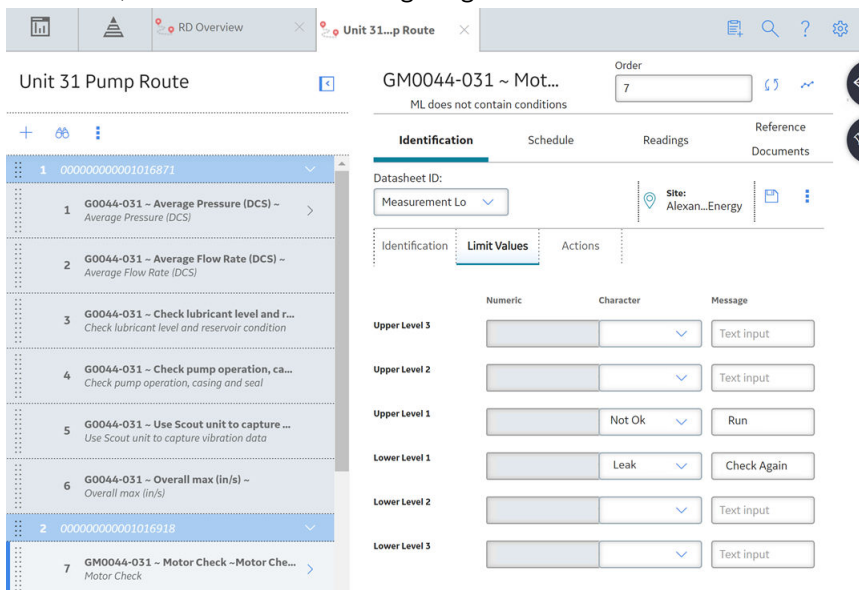 RD Overview
Unit 31...p Route
Unit 31 Pump Route
1 000000000001016871
1 G0044-031 ~ Average Pressure (DCS) ~
Average Pressure (DCS)
2 G0044-031 ~ Average Flow Rate (DCS) ~
Average Flow Rate (DCS)
3 G0044-031 ~ Check lubricant level and r...
Check lubricant level and reservoir condition
4 G0044-031 ~ Check pump operation, ca...
Check pump operation, casing and seal
5 G0044-031 ~ Use Scout unit to capture ...
Use Scout unit to capture vibration data
6 G0044-031 ~ Overall max (in/s) ~
Overall max (in/s)
2 000000000001016918
7 GM0044-031 ~ Motor Check ~Motor Che...
Motor Check
GM0044-031 ~ Mot...
ML does not contain conditions
Order
7
Identification Schedule Readings Reference Documents
Datasheet ID:
Measurement Lo
Site:
Alexan...Energy
Identification Limit Values Actions
Numeric Character Message
Upper Level 3 Text input
Upper Level 2 Text input
Upper Level 1 Not Ok Run
Lower Level 1 Leak Check Again
Lower Level 2 Text input
Lower Level 3 Text input